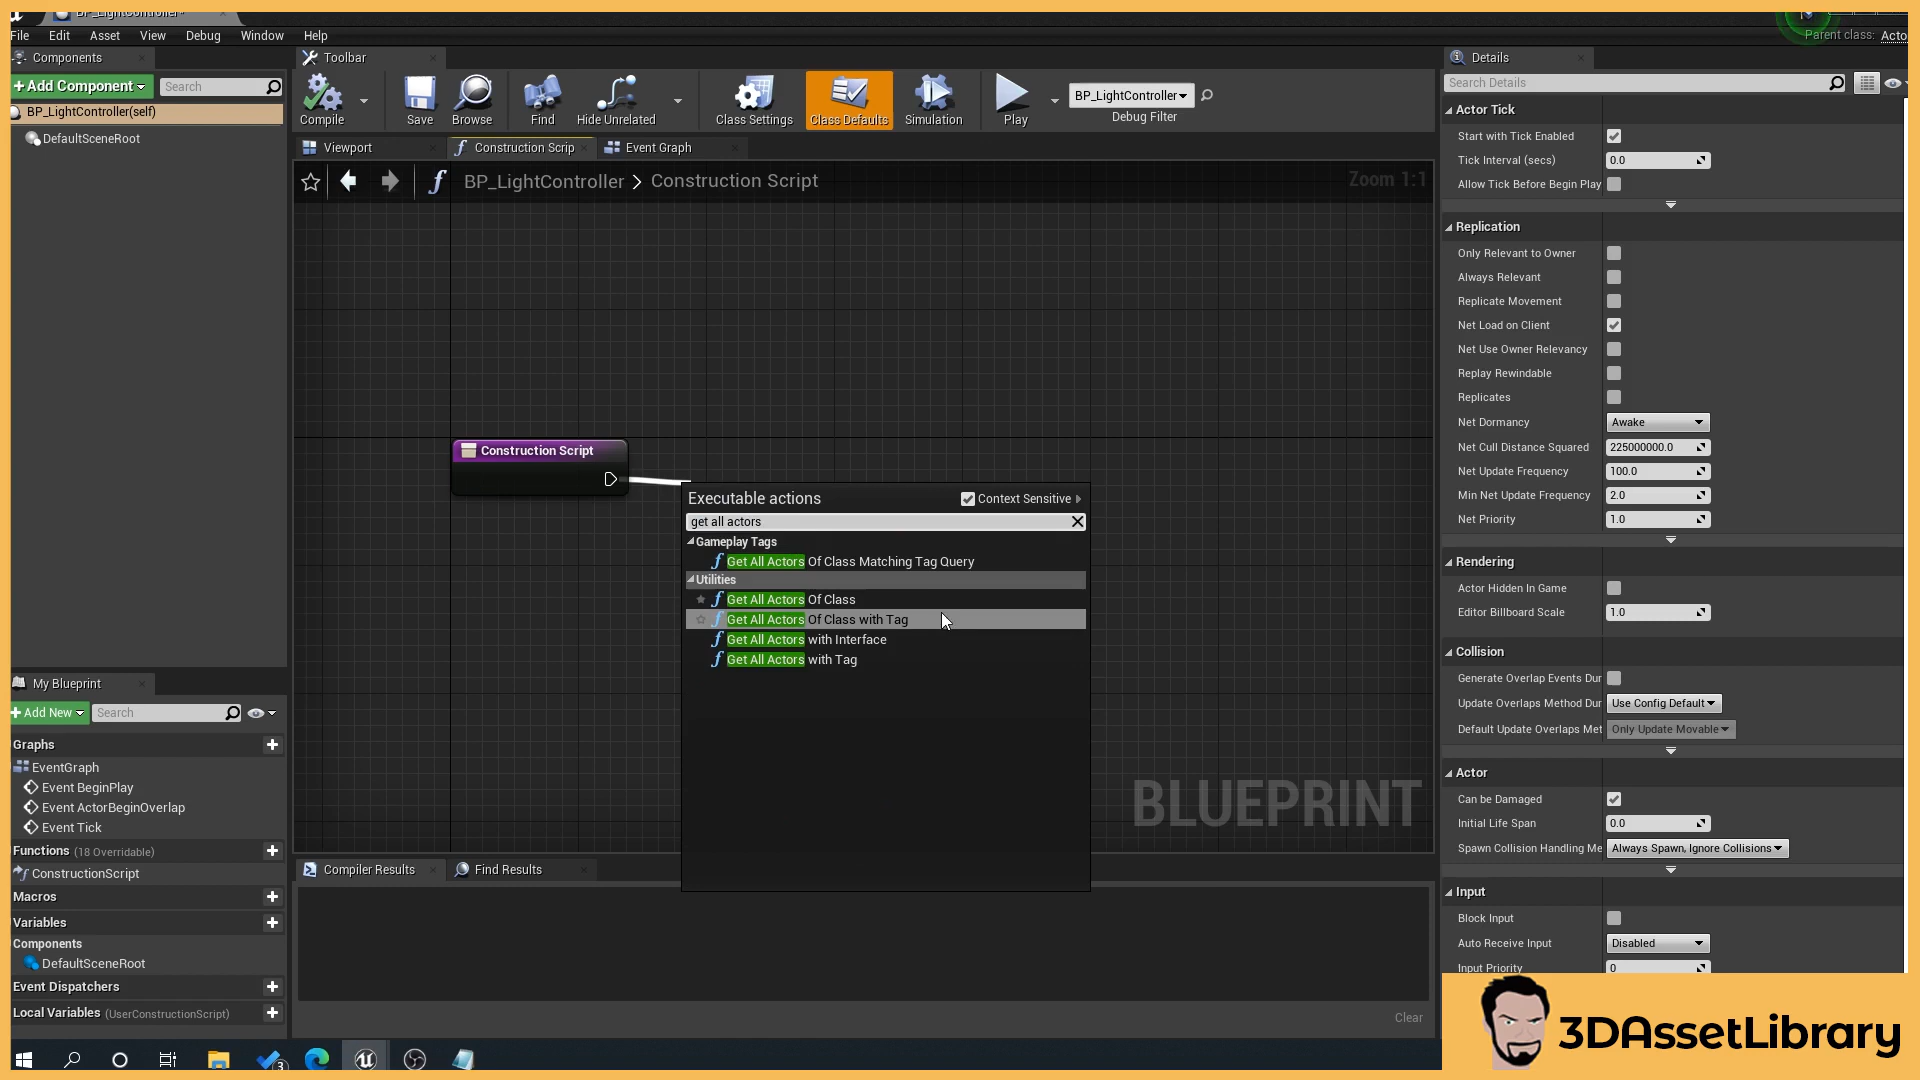 BP_LightController*
File Edit Asset View Debug Window Help
Parent class: Acto
Components
Toolbar
Details
+Add Component
Search
Search Details
BP_LightController(self)
DefaultSceneRoot
Compile
Save
Browse
Find
Hide Unrelated
Class Settings
Class Defaults
Simulation
Play
BP_LightController
Debug Filter
Viewport
Construction Scrip
Event Graph
BP_LightController > Construction Script
Zoom 1:1
Construction Script
Executable actions
Context Sensitive
get all actors
Gameplay Tags
f Get All Actors Of Class Matching Tag Query
Utilities
f Get All Actors Of Class
f Get All Actors Of Class with Tag
f Get All Actors with Interface
f Get All Actors with Tag
BLUEPRINT
Compiler Results
Find Results
Clear
Actor Tick
Start with Tick Enabled
Tick Interval (secs) 0.0
Allow Tick Before Begin Play
Replication
Only Relevant to Owner
Always Relevant
Replicate Movement
Net Load on Client
Net Use Owner Relevancy
Replay Rewindable
Replicates
Net Dormancy Awake
Net Cull Distance Squared 225000000.0
Net Update Frequency 100.0
Min Net Update Frequency 2.0
Net Priority 1.0
Rendering
Actor Hidden In Game
Editor Billboard Scale 1.0
Collision
Generate Overlap Events Dur
Update Overlaps Method Dur Use Config Default
Default Update Overlaps Met Only Update Movable
Actor
Can be Damaged
Initial Life Span 0.0
Spawn Collision Handling Me Always Spawn, Ignore Collisions
Input
Block Input
Auto Receive Input Disabled
Input Priority 0
My Blueprint
+Add New
Search
Graphs
EventGraph
Event BeginPlay
Event ActorBeginOverlap
Event Tick
Functions (18 Overridable)
ConstructionScript
Macros
Variables
Components
DefaultSceneRoot
Event Dispatchers
Local Variables (UserConstructionScript)
3
3DAssetLibrary